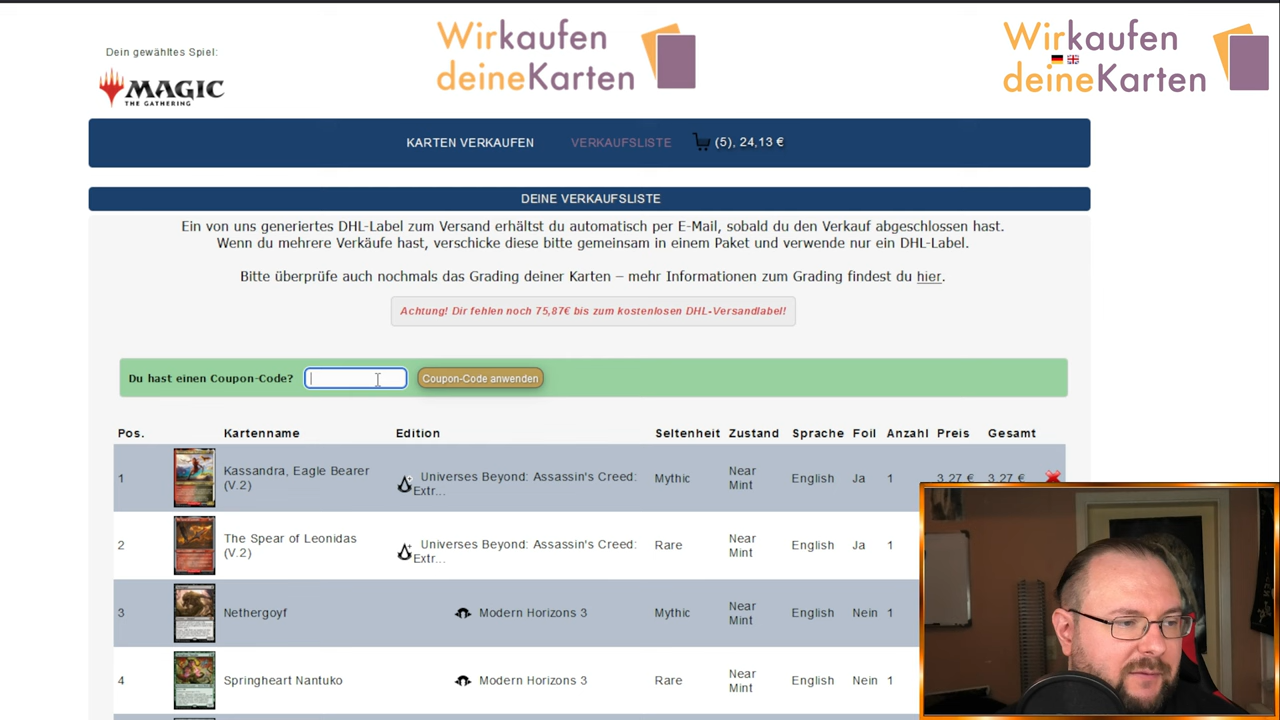 Dein gewähltes Spiel:
MAGIC
THE GATHERING
Wirkaufen
deineKarten
Wirkaufen
deineKarten
KARTEN VERKAUFEN VERKAUFSLISTE (5), 24,13 €
DEINE VERKAUFSLISTE
Ein von uns generiertes DHL-Label zum Versand erhältst du automatisch per E-Mail, sobald du den Verkauf abgeschlossen hast.
Wenn du mehrere Verkäufe hast, verschicke diese bitte gemeinsam in einem Paket und verwende nur ein DHL-Label.
Bitte überprüfe auch nochmals das Grading deiner Karten – mehr Informationen zum Grading findest du hier.
Achtung! Dir fehlen noch 75,87€ bis zum kostenlosen DHL-Versandlabel!
Du hast einen Coupon-Code? Coupon-Code anwenden
Pos. Kartenname Edition Seltenheit Zustand Sprache Foil Anzahl Preis Gesamt
1 Kassandra, Eagle Bearer (V.2) Universes Beyond: Assassin's Creed: Extr... Mythic Near Mint English Ja 1 3,27 € 3,27 €
2 The Spear of Leonidas (V.2) Universes Beyond: Assassin's Creed: Extr... Rare Near Mint English Ja 1
3 Nethergoyf Modern Horizons 3 Mythic Near Mint English Nein 1
4 Springheart Nantuko Modern Horizons 3 Rare Near Mint English Nein 1